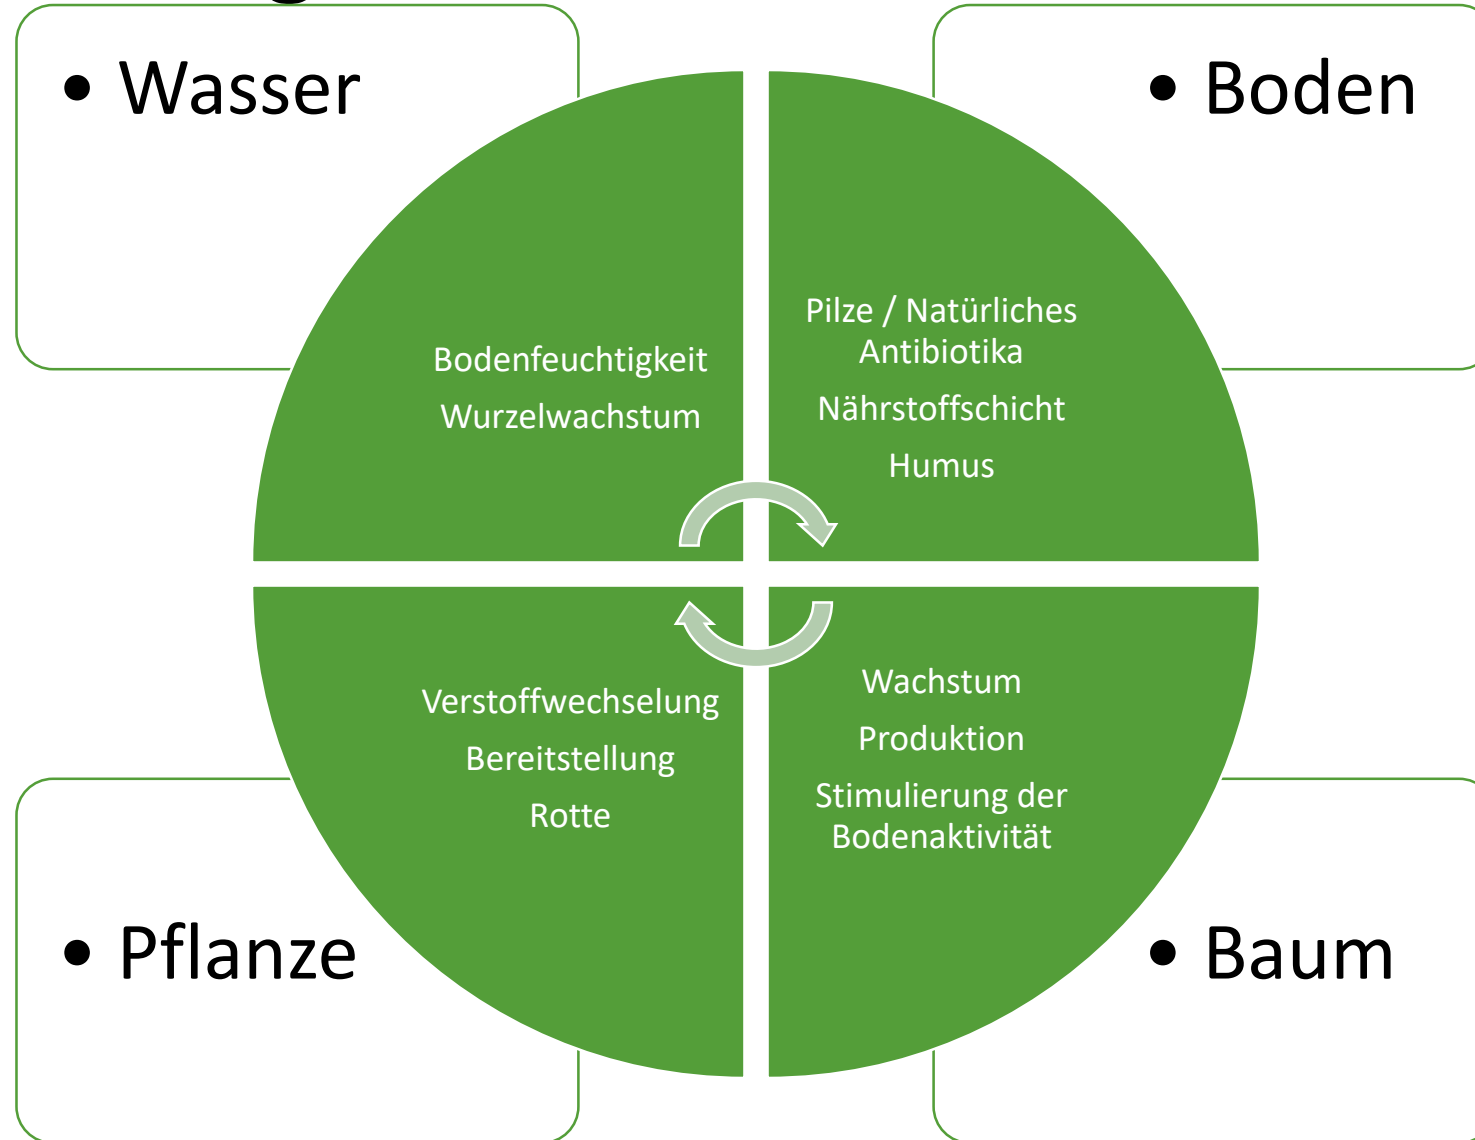 • Wasser
• Boden
Bodenfeuchtigkeit
Wurzelwachstum
Pilze / Natürliches
Antibiotika
Nährstoffschicht
Humus
Verstoffwechselung
Bereitstellung
Rotte
Wachstum
Produktion
Stimulierung der
Bodenaktivität
• Pflanze
• Baum